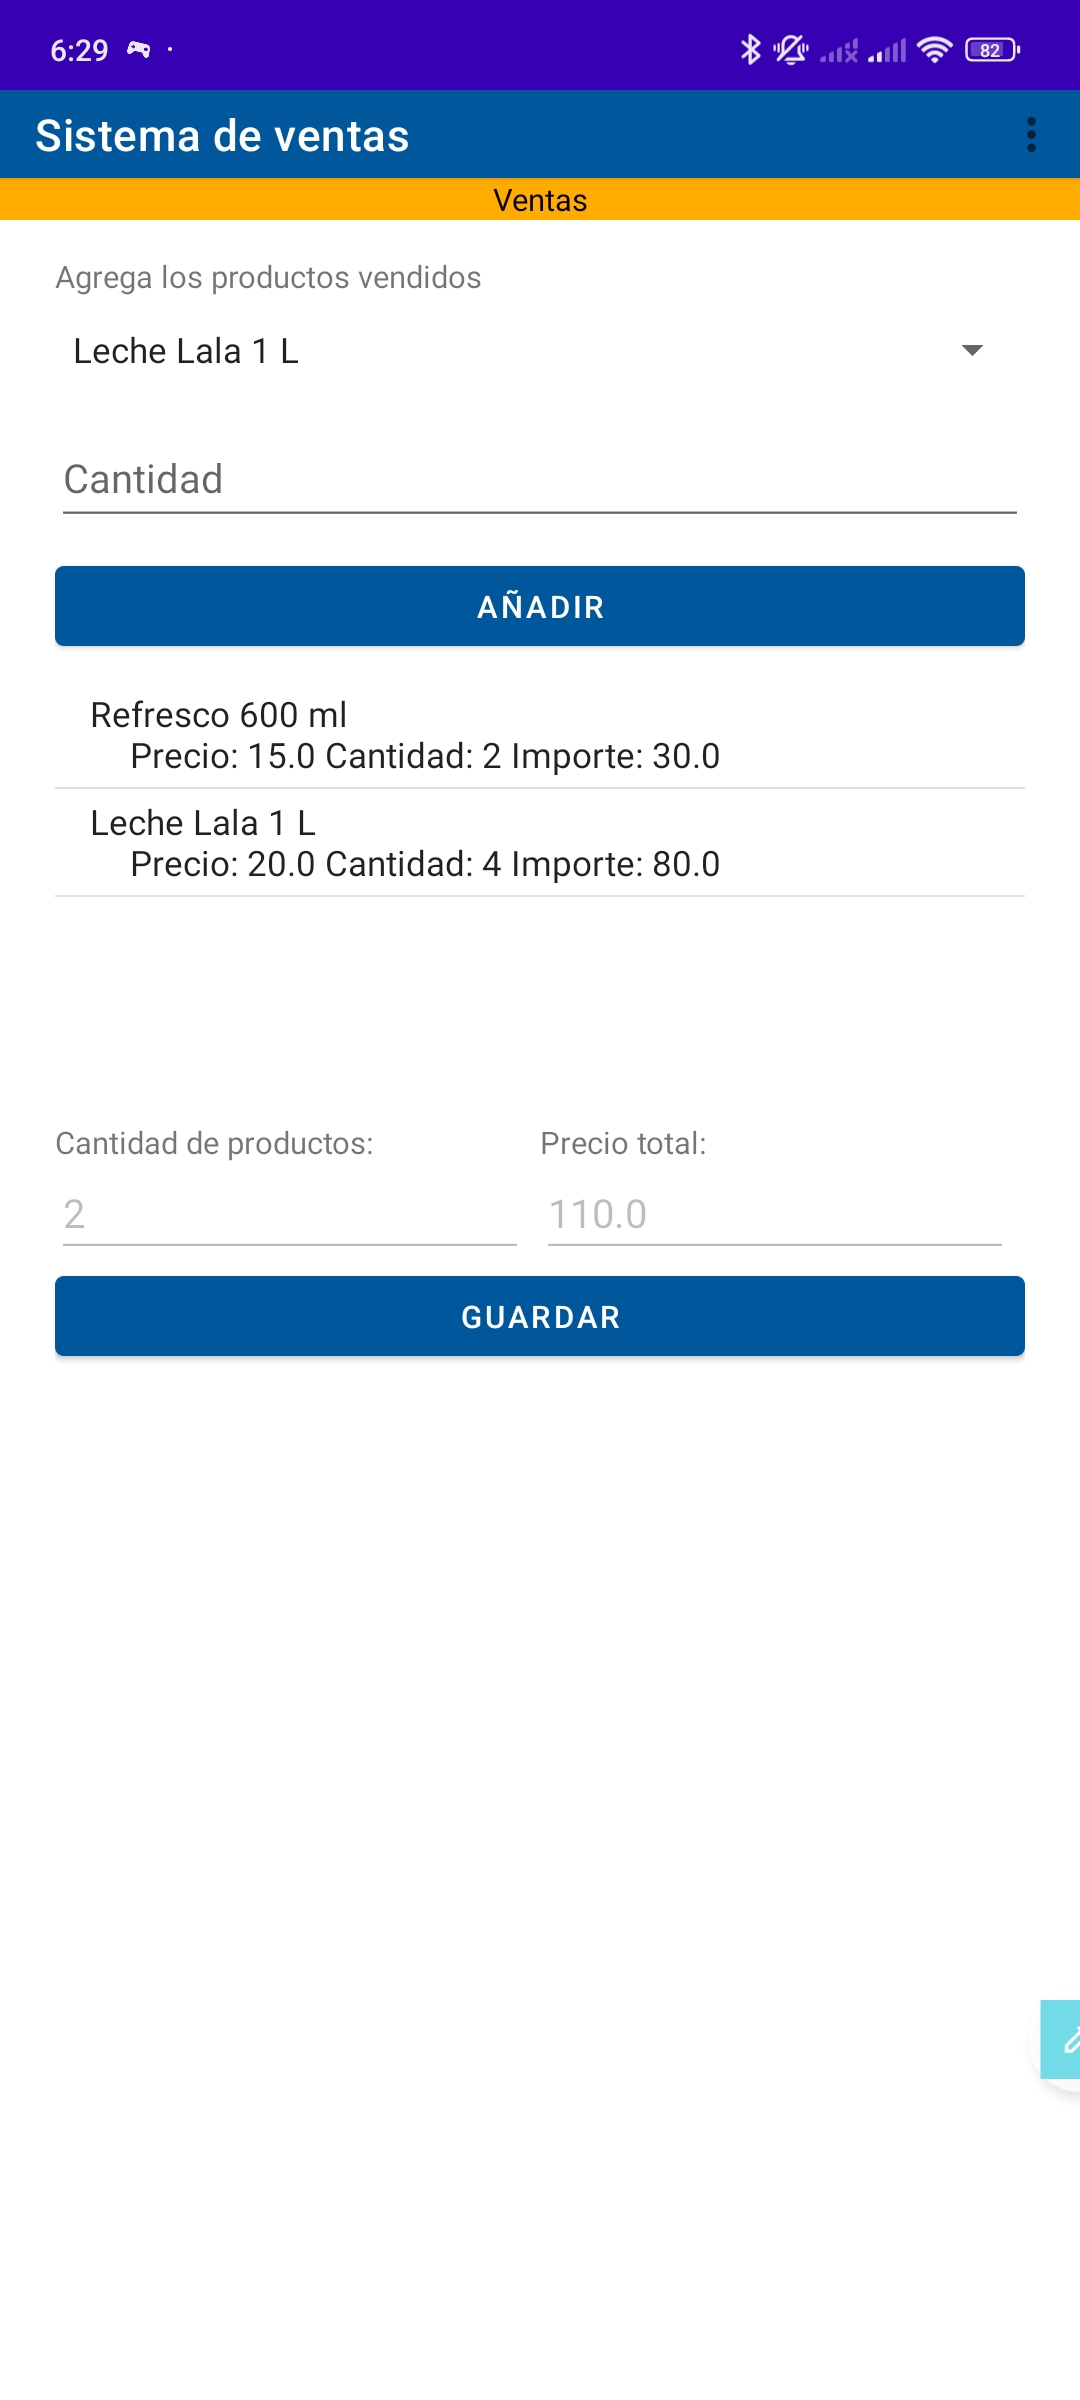 6:29
82
Sistema de ventas
Ventas
Agrega los productos vendidos
Leche Lala 1 L
Cantidad
AÑADIR
Refresco 600 ml
Precio: 15.0 Cantidad: 2 Importe: 30.0
Leche Lala 1 L
Precio: 20.0 Cantidad: 4 Importe: 80.0
Cantidad de productos: Precio total:
2 110.0
GUARDAR